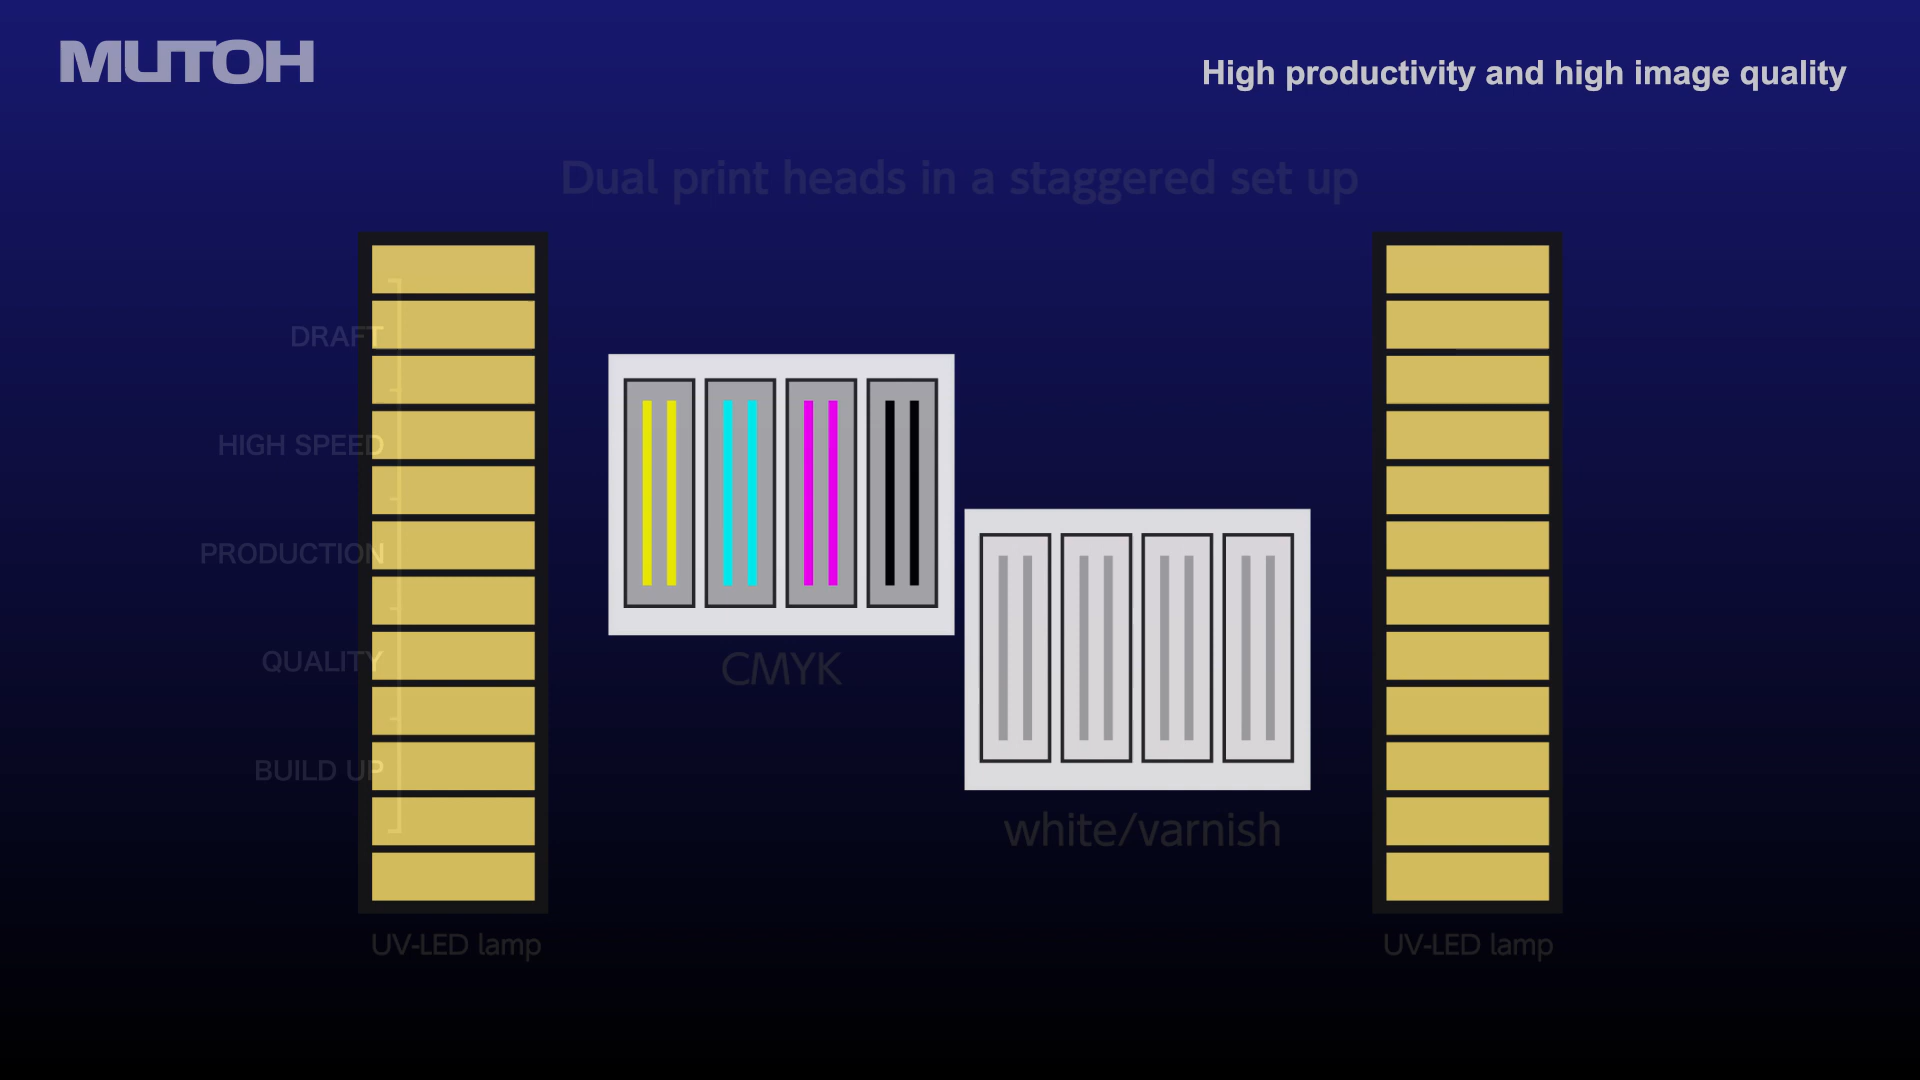 MUTOH
High productivity and high image quality
Dual print heads in a staggered set up
DRAFT
HIGH SPEED
PRODUCTION
QUALITY
BUILD UP
CMYK
white/varnish
UV-LED lamp
UV-LED lamp